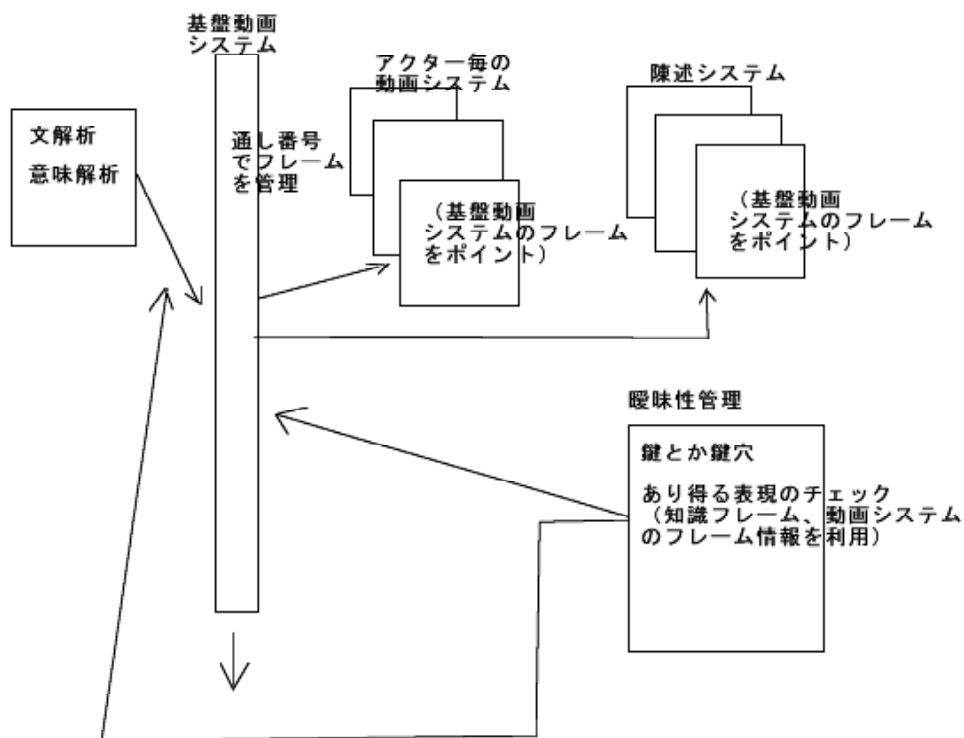 基盤動画
システム
アクター毎の
動画システム
陳述システム
文解析
意味解析
通し番号
でフレーム
を管理
（基盤動画
システムのフレーム
をポイント）
（基盤動画
システムのフレーム
をポイント）
曖昧性管理
鍵とか鍵穴
あり得る表現のチェック
（知識フレーム、動画システム
のフレーム情報を利用）